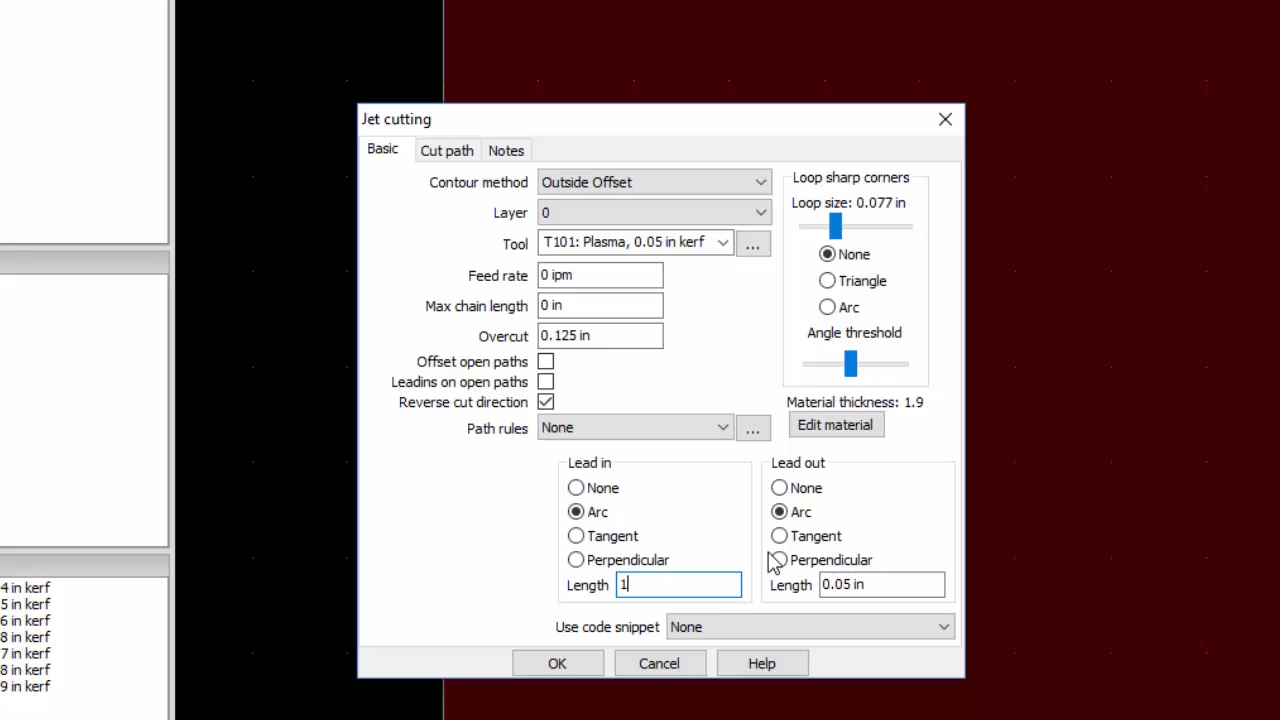 Jet cutting
Basic
Cut path
Notes
Contour method
Outside Offset
Layer
0
Tool
T101: Plasma, 0.05 in kerf
...
Feed rate
0 ipm
Max chain length
0 in
Overcut
0.125 in
Offset open paths
Leadins on open paths
Reverse cut direction
Path rules
None
...
Loop sharp corners
Loop size: 0.077 in
None
Triangle
Arc
Angle threshold
Material thickness: 1.9
Edit material
Lead in
None
Arc
Tangent
Perpendicular
Length
1
Lead out
None
Arc
Tangent
Perpendicular
Length
0.05 in
Use code snippet
None
OK
Cancel
Help
4 in kerf
5 in kerf
6 in kerf
8 in kerf
7 in kerf
8 in kerf
9 in kerf